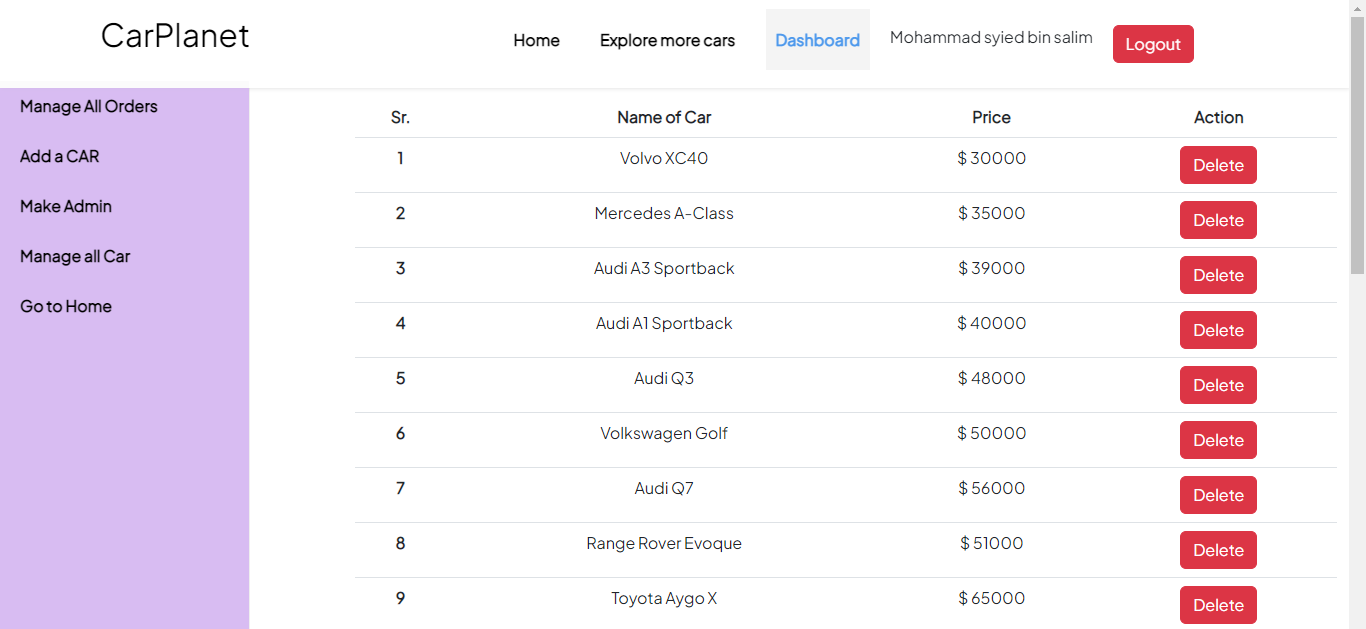 CarPlanet
Home Explore more cars Dashboard Mohammad syied bin salim Logout
Manage All Orders
Add a CAR
Make Admin
Manage all Car
Go to Home
Sr. Name of Car Price Action
1 Volvo XC40 $ 30000 Delete
2 Mercedes A-Class $ 35000 Delete
3 Audi A3 Sportback $ 39000 Delete
4 Audi A1 Sportback $ 40000 Delete
5 Audi Q3 $ 48000 Delete
6 Volkswagen Golf $ 50000 Delete
7 Audi Q7 $ 56000 Delete
8 Range Rover Evoque $ 51000 Delete
9 Toyota Aygo X $ 65000 Delete